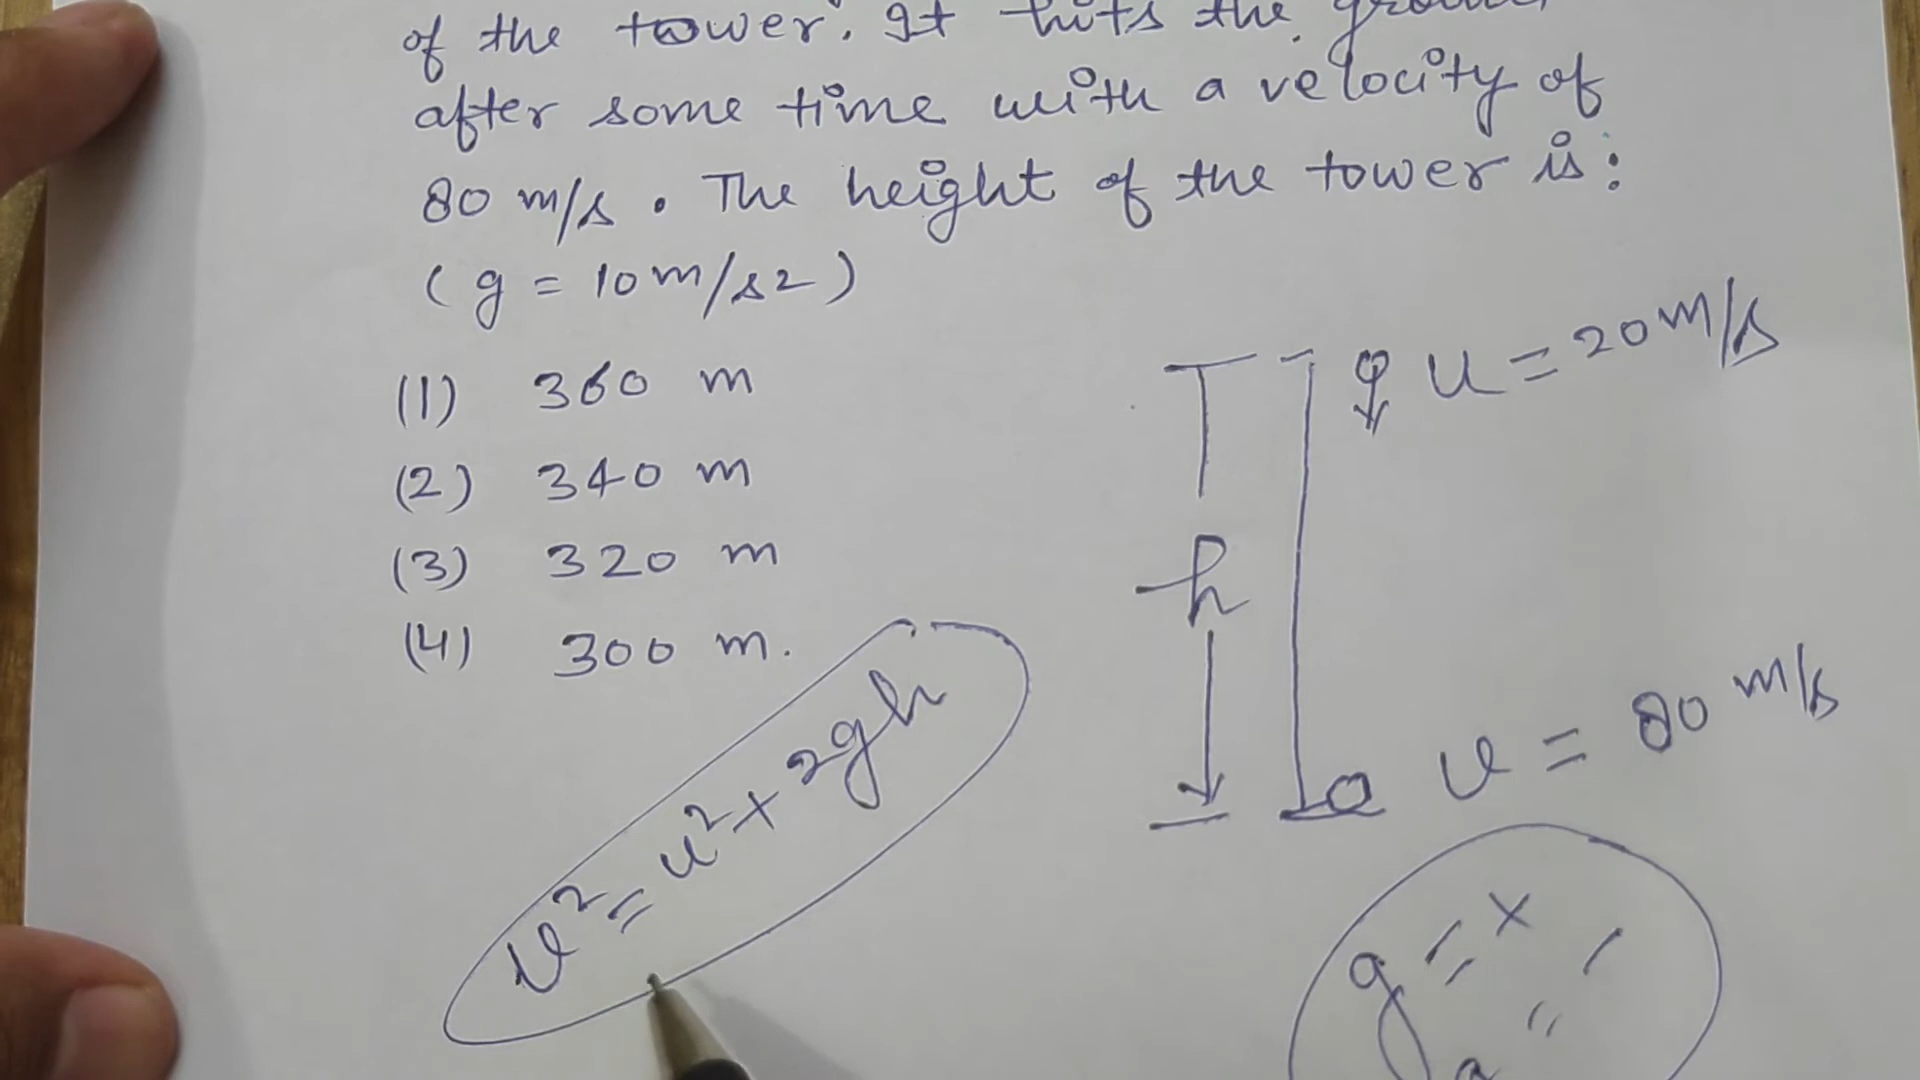 of the tower. It hits the ground
after some time with a velocity of
80 m/s. The height of the tower is:
(g = 10 m/s2)
(1) 360 m
(2) 340 m
(3) 320 m
(4) 300 m.
u = 20 m/s
h
v = 80 m/s
v² = u² + 2gh
g = x